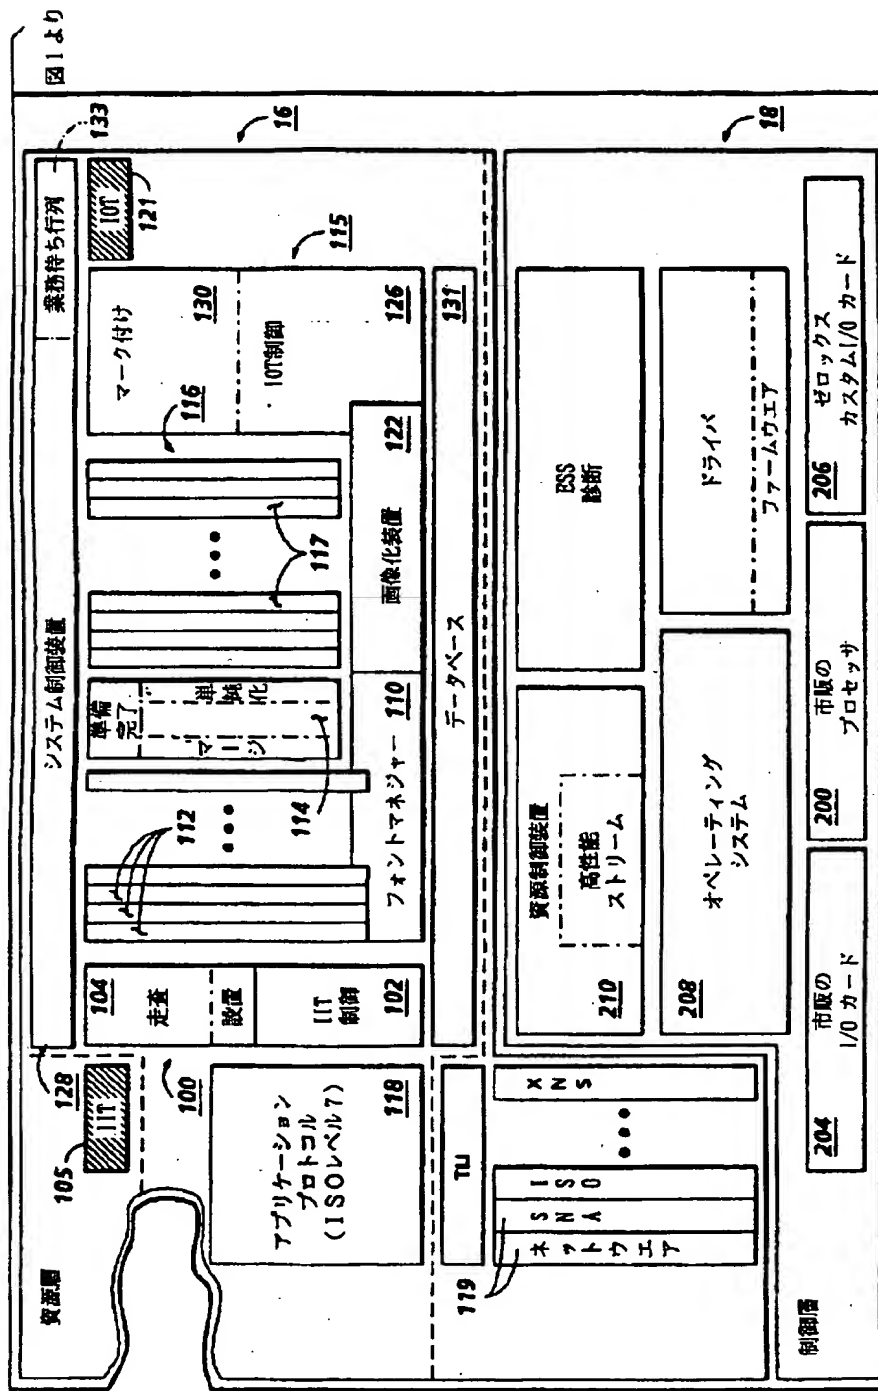 図1より
資源層
105
IIT
128
システム制御装置
業務待ち行列
133
IOT
121
16
100
104
走査
設置
IIT
制御
102
112
準備
完了
マージ
単純化
114
フォントマネジャー
110
116
117
画像化装置
122
マーク付け
130
IOT制御
126
115
アプリケーション
プロトコル
(ISOレベル7)
118
データベース
131
TLI
119
ネットウエア
SNA
ISO
XNS
18
資源制御装置
高性能
ストリーム
210
ESS
診断
オペレーティング
システム
208
ドライバ
ファームウエア
204
市販の
I/Oカード
200
市販の
プロセッサ
206
ゼロックス
カスタムI/Oカード
制御層